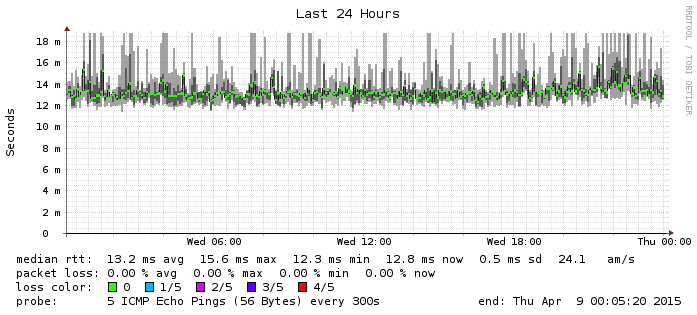 Last 24 Hours
RRDTOOL / TOBI OETIKER
Seconds
18 m
16 m
14 m
12 m
10 m
8 m
6 m
4 m
2 m
0
Wed 06:00 Wed 12:00 Wed 18:00 Thu 00:00
median rtt: 13.2 ms avg 15.6 ms max 12.3 ms min 12.8 ms now 0.5 ms sd 24.1 am/s
packet loss: 0.00 % avg 0.00 % max 0.00 % min 0.00 % now
loss color: 0 1/5 2/5 3/5 4/5
probe: 5 ICMP Echo Pings (56 Bytes) every 300s end: Thu Apr 9 00:05:20 2015